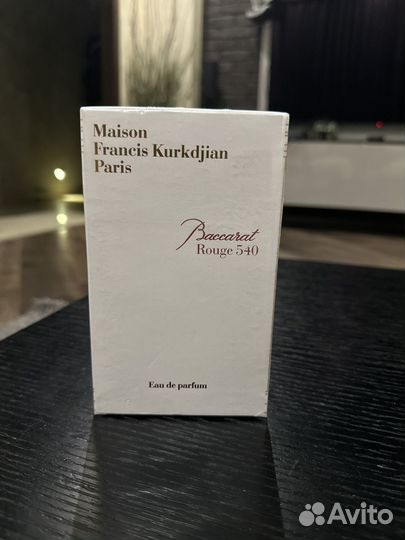 Maison
Francis Kurkdjian
Paris
Baccarat
Rouge 540
Eau de parfum
Avito